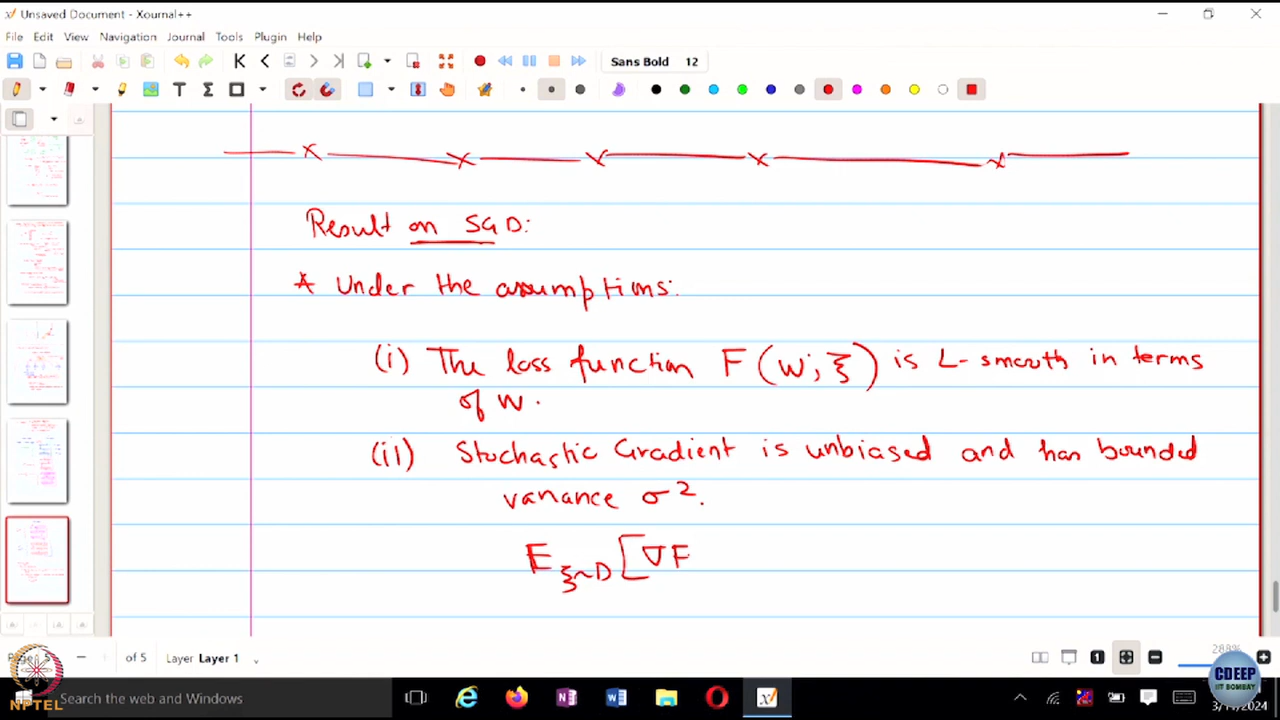 Unsaved Document - Xournal++
File Edit View Navigation Journal Tools Plugin Help
Sans Bold 12
Result on SGD:
* Under the assumptions:
(i) The loss function F(w; ξ) is L-smooth in terms
of w.
(ii) Stochastic Gradient is unbiased and has bounded
variance σ².
E ξ~D [∇F
of 5 Layer Layer 1
288%
Search the web and Windows
NPTEL
CDEEP
IIT BOMBAY